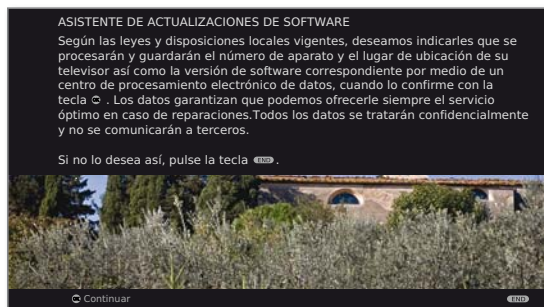 ASISTENTE DE ACTUALIZACIONES DE SOFTWARE
Según las leyes y disposiciones locales vigentes, deseamos indicarles que se
procesarán y guardarán el número de aparato y el lugar de ubicación de su
televisor así como la versión de software correspondiente por medio de un
centro de procesamiento electrónico de datos, cuando lo confirme con la
tecla . Los datos garantizan que podemos ofrecerle siempre el servicio
óptimo en caso de reparaciones.Todos los datos se tratarán confidencialmente
y no se comunicarán a terceros.
Si no lo desea así, pulse la tecla END .
Continuar
END